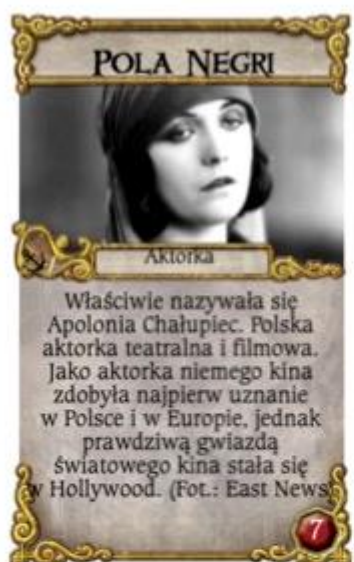 POLA NEGRI
Aktorka
Właściwie nazywała się
Apolonia Chałupiec. Polska
aktorka teatralna i filmowa.
Jako aktorka niemego kina
zdobyła najpierw uznanie
w Polsce i w Europie, jednak
prawdziwą gwiazdą
światowego kina stała się
w Hollywood. (Fot.: East News
7